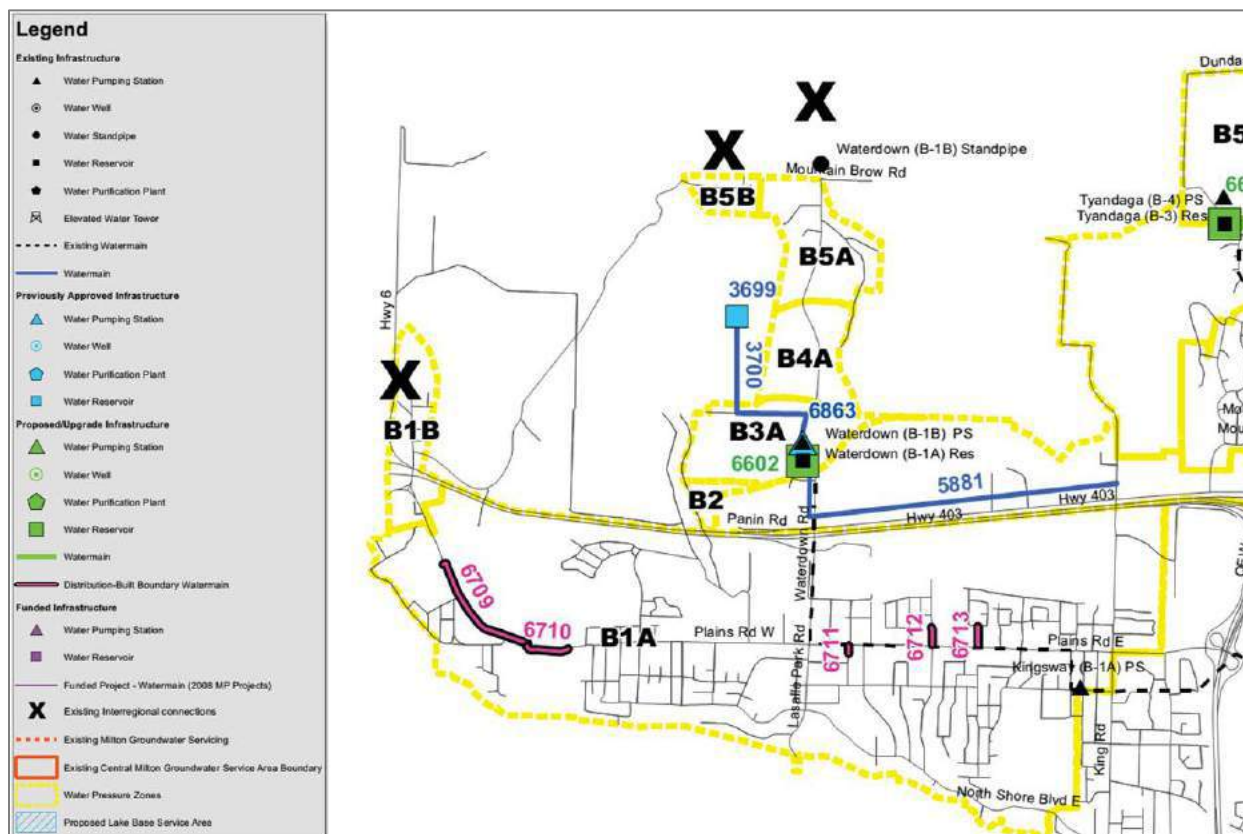 Legend
Existing Infrastructure
Water Pumping Station
Water Well
Water Standpipe
Water Reservoir
Water Purification Plant
Elevated Water Tower
Existing Watermain
Watermain
Previously Approved Infrastructure
Water Pumping Station
Water Well
Water Purification Plant
Water Reservoir
Proposed/Upgrade Infrastructure
Water Pumping Station
Water Well
Water Purification Plant
Water Reservoir
Watermain
Distribution-Built Boundary Watermain
Funded Infrastructure
Water Pumping Station
Water Reservoir
Funded Project - Watermain (2008 MP Projects)
X Existing Interregional connections
Existing Milton Groundwater Servicing
Existing Central Milton Groundwater Service Area Boundary
Water Pressure Zones
Proposed Lake Base Service Area
Dunda
X
B5
X
Waterdown (B-1B) Standpipe
Mountain Brow Rd
B5B
66
Tyandaga (B-4) PS
Tyandaga (B-3) Res
B5A
3699
Hwy 6
3700
B4A
X
B1B
6863
Mo
Mou
B3A
Waterdown (B-1B) PS
Waterdown (B-1A) Res
6602
5881
B2
Panin Rd
Hwy 403
Hwy 403
Waterdown Rd
QEW
6709
6710
B1A
Plains Rd W
6711
6712
6713
Plains Rd E
Kingsway (B-1A) PS
Lasalle Park Rd
King Rd
North Shore Blvd E